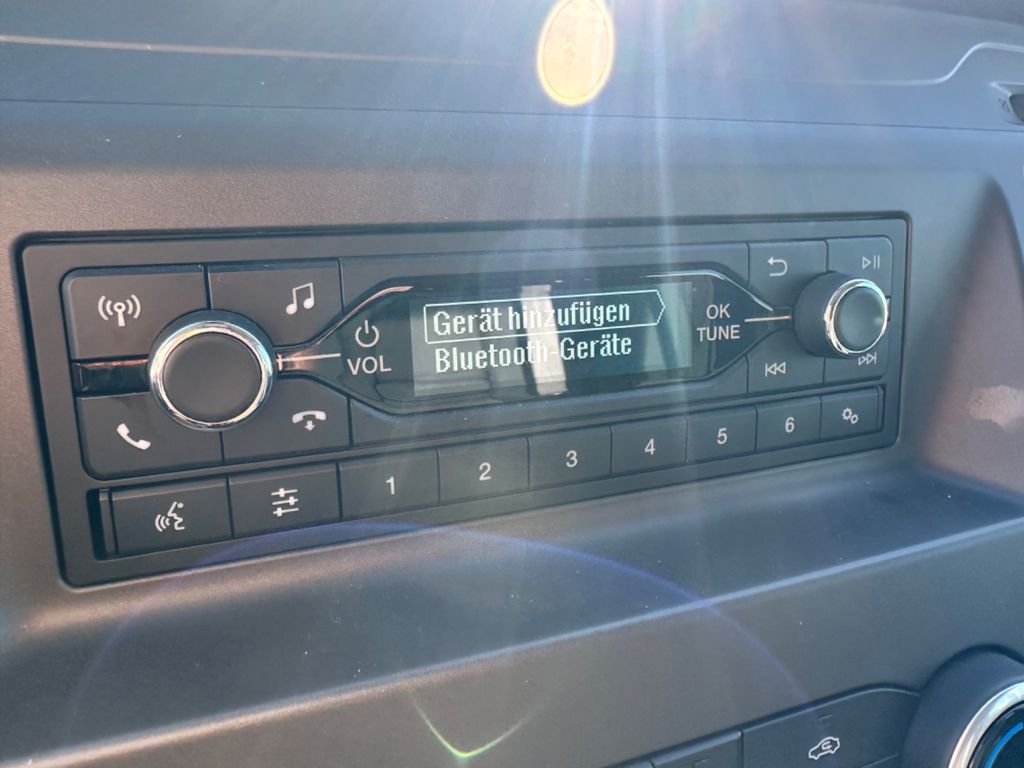 Gerät hinzufügen
Bluetooth-Geräte
VOL
OK
TUNE
1 2 3 4 5 6